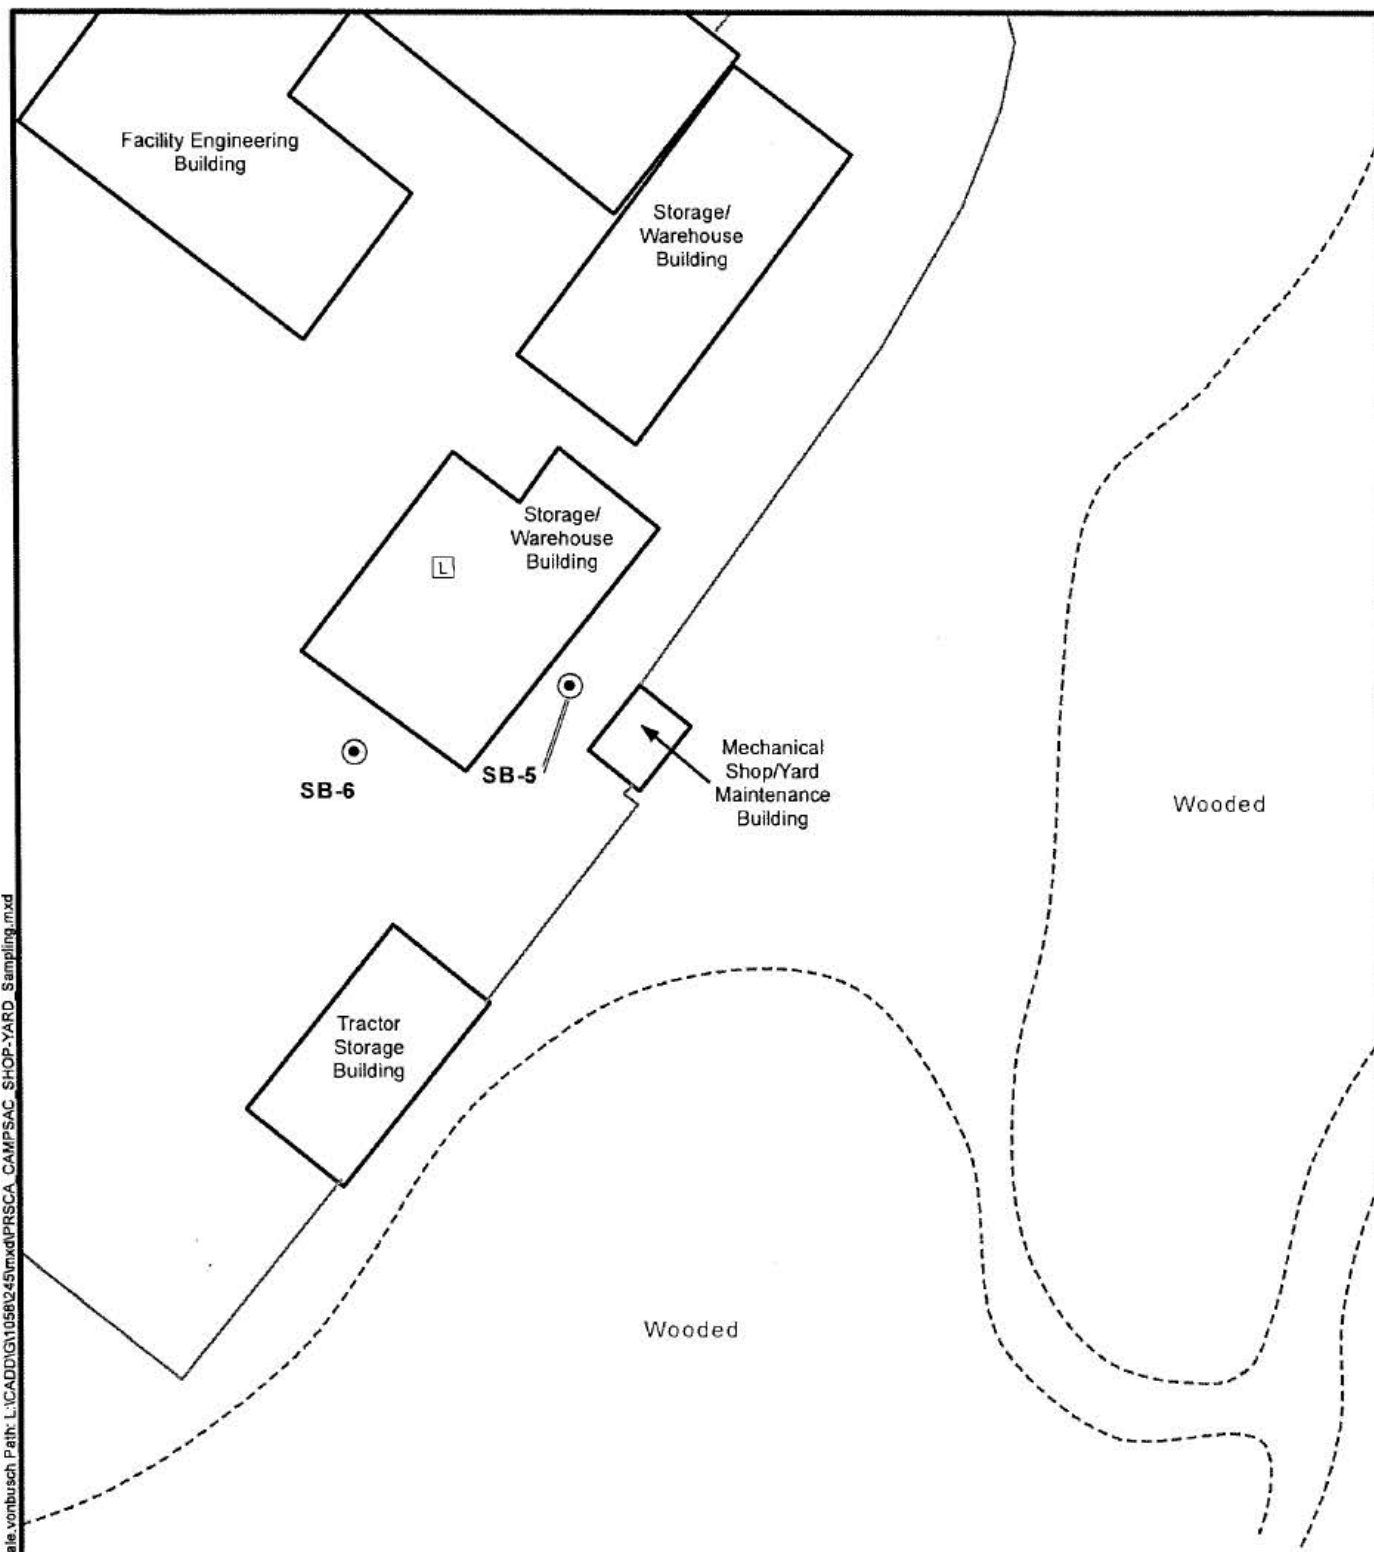 Facility Engineering
Building
Storage/
Warehouse
Building
Storage/
Warehouse
Building
L
SB-5
SB-6
Mechanical
Shop/Yard
Maintenance
Building
Wooded
Tractor
Storage
Building
Wooded
ale.vonbusch Path: L:\CADD\G\1058\245\mxd\PRSCA_CAMPSAC_SHOP-YARD_Sampling.mxd